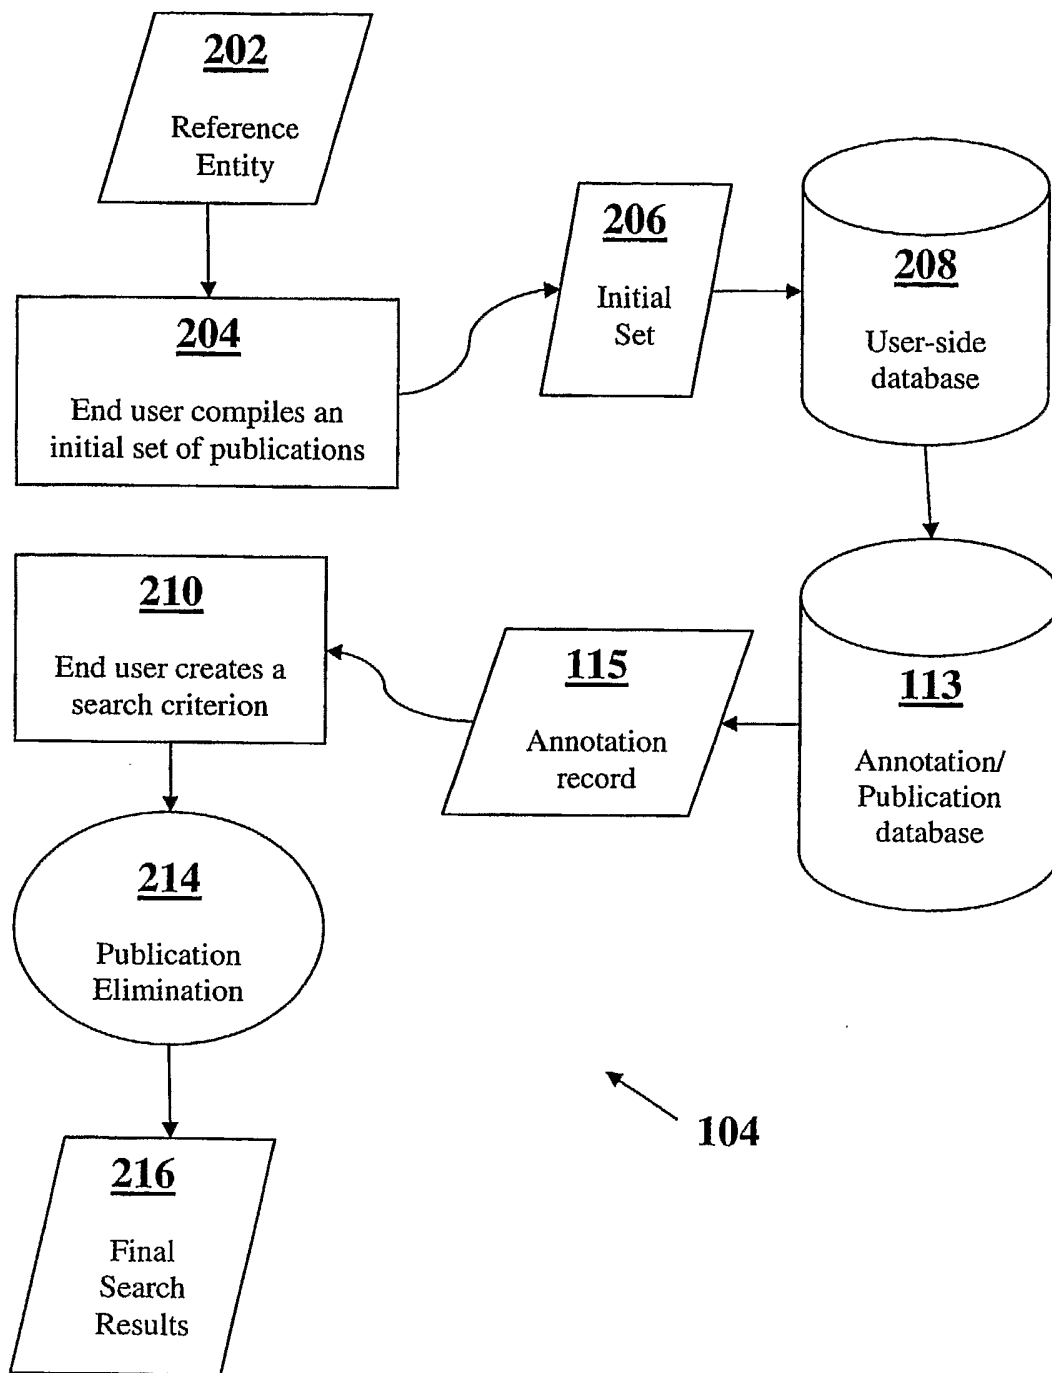 202
Reference
Entity
204
End user compiles an
initial set of publications
206
Initial
Set
208
User-side
database
113
Annotation/
Publication
database
115
Annotation
record
210
End user creates a
search criterion
214
Publication
Elimination
216
Final
Search
Results
104